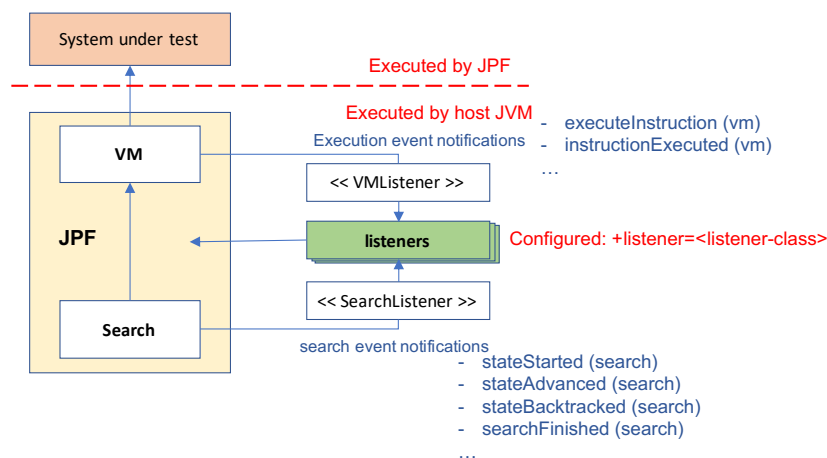 System under test
Executed by JPF
Executed by host JVM
Execution event notifications
- executeInstruction (vm)
- instructionExecuted (vm)
…
VM
<< VMListener >>
JPF
listeners
Configured: +listener=<listener-class>
<< SearchListener >>
Search
search event notifications
- stateStarted (search)
- stateAdvanced (search)
- stateBacktracked (search)
- searchFinished (search)
…